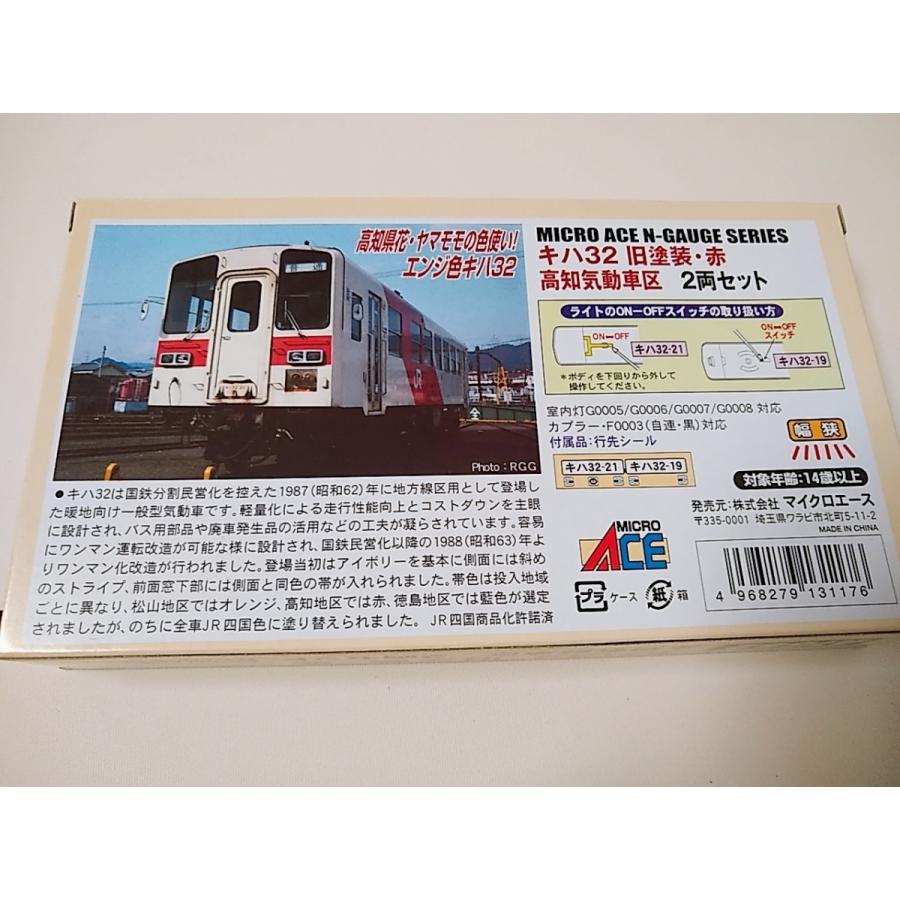 高知県花・ヤマモモの色使い!
エンジ色キハ32
JR
全
Photo : RGG
MICRO ACE N-GAUGE SERIES
キハ32 旧塗装・赤
高知気動車区 2両セット
ライトのON−OFFスイッチの取り扱い方
ON↔OFF
キハ32-21
ON↔OFF
スイッチ
キハ32-19
*ボディを下回りから外して
操作してください。
室内灯G0005/G0006/G0007/G0008 対応
カプラー・F0003(自連・黒)対応
付属品:行先シール
幅狭
キハ32-21
キハ32-19
対象年齢:14歳以上
発売元:株式会社 マイクロエース
〒335-0001 埼玉県ワラビ市北町5-11-2
MADE IN CHINA
MICRO
ACE
プラ ケース 紙 箱
4 968279 131176
●キハ32は国鉄分割民営化を控えた1987(昭和62)年に地方線区用として登場し
た暖地向け一般型気動車です。軽量化による走行性能向上とコストダウンを主眼
に設計され、バス用部品や廃車発生品の活用などの工夫が凝らされています。容易
にワンマン運転改造が可能な様に設計され、国鉄民営化以降の1988(昭和63)年よ
りワンマン化改造が行われました。登場当初はアイボリーを基本に側面には斜め
のストライプ、前面窓下部には側面と同色の帯が入れられました。帯色は投入地域
ごとに異なり、松山地区ではオレンジ、高知地区では赤、徳島地区では藍色が選定
されましたが、のちに全車JR四国色に塗り替えられました。 JR四国商品化許諾済